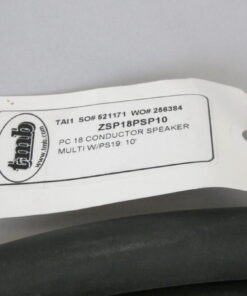 TAI1 SO# 521171 WO# 256384
ZSP18PSP10
PC 18 CONDUCTOR SPEAKER
MULTI W/PS19: 10'
tmb